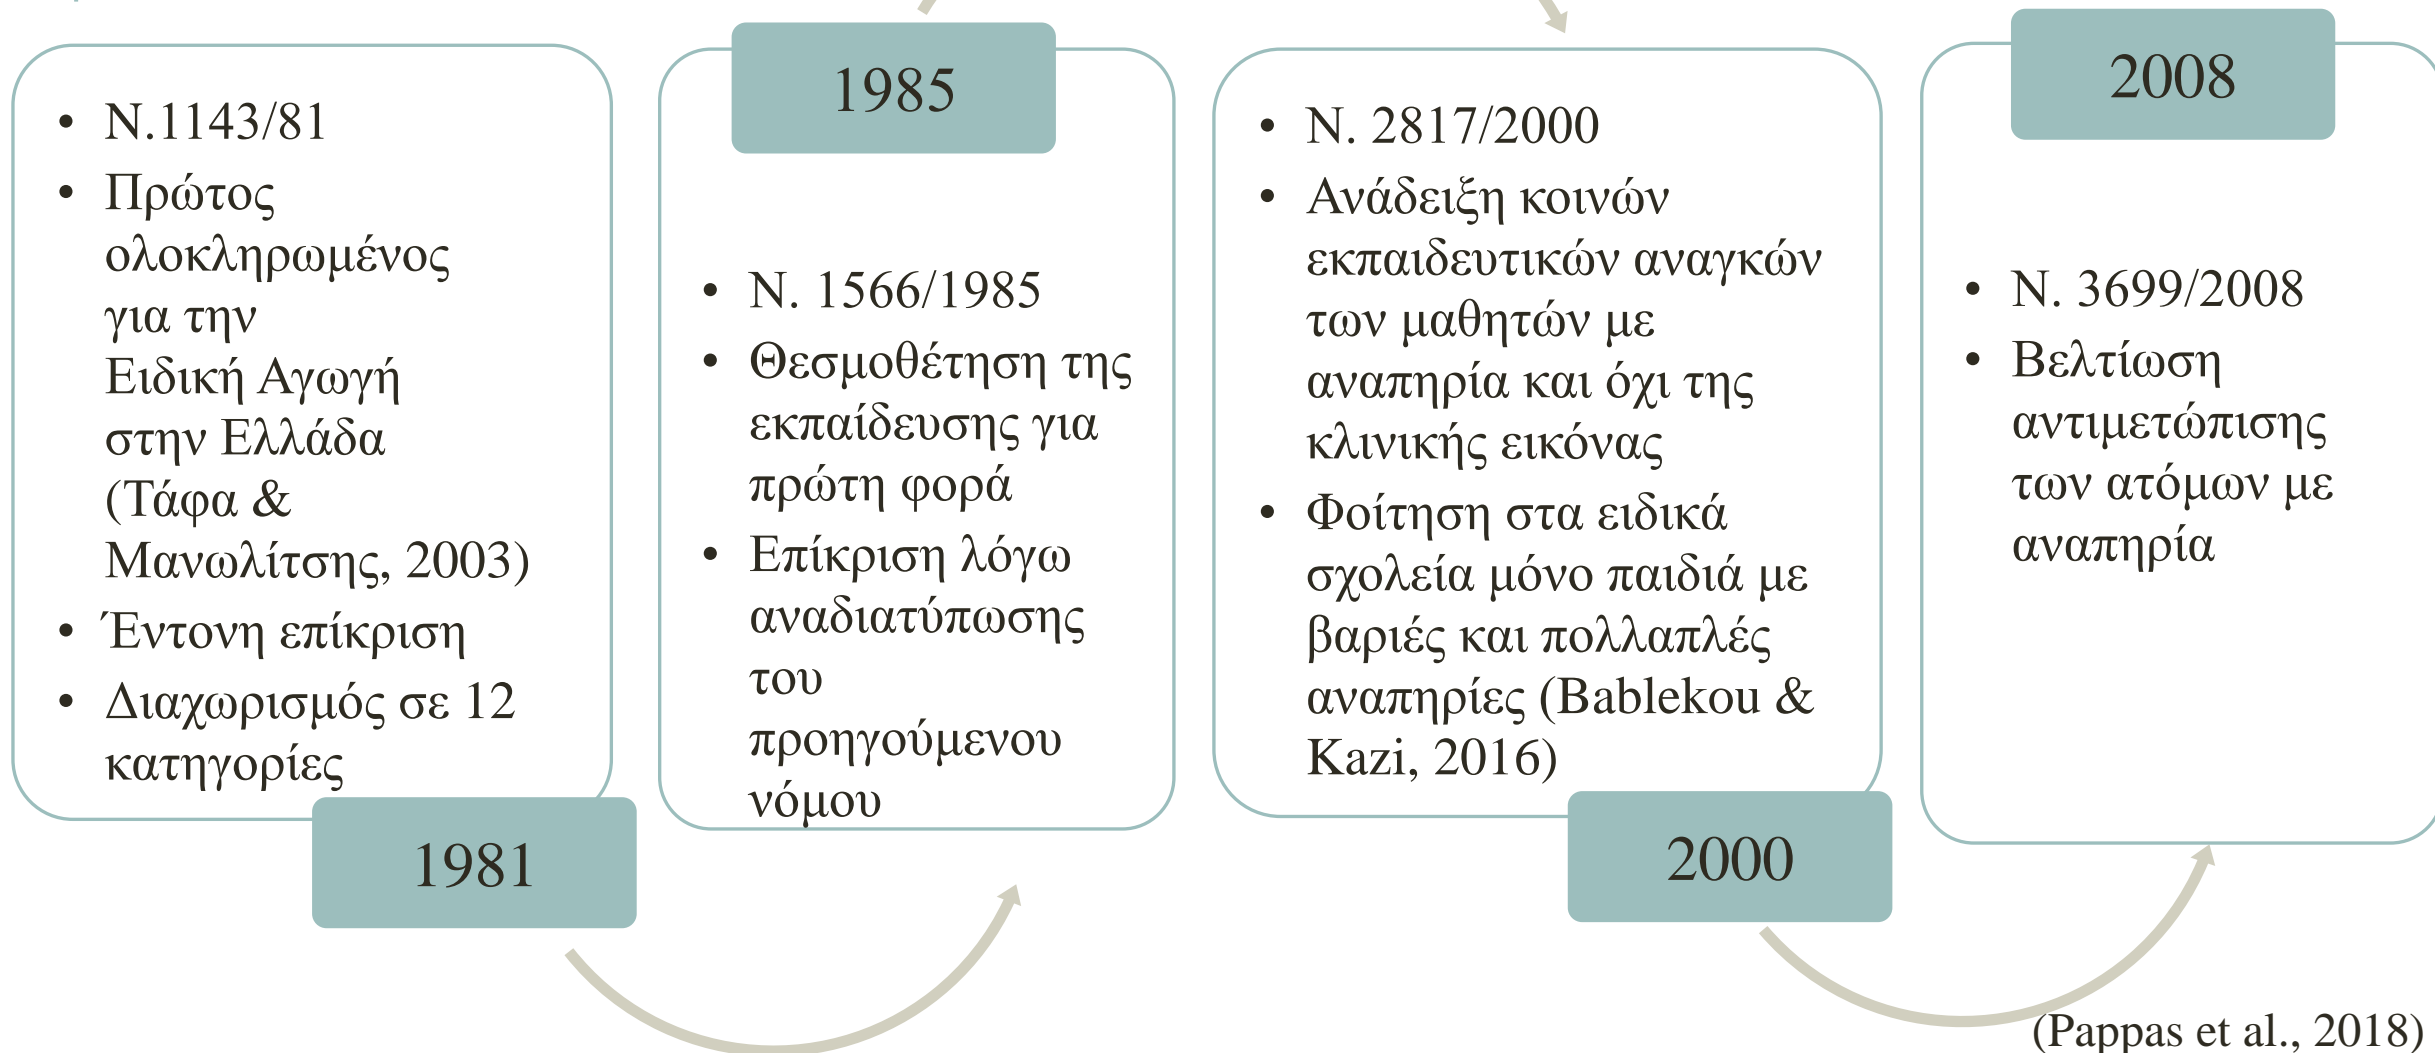 • Ν.1143/81
• Πρώτος
ολοκληρωμένος
για την
Ειδική Αγωγή
στην Ελλάδα
(Τάφα &
Μανωλίτσης, 2003)
• Έντονη επίκριση
• Διαχωρισμός σε 12
κατηγορίες
1981
1985
• Ν. 1566/1985
• Θεσμοθέτηση της
εκπαίδευσης για
πρώτη φορά
• Επίκριση λόγω
αναδιατύπωσης
του
προηγούμενου
νόμου
• Ν. 2817/2000
• Ανάδειξη κοινών
εκπαιδευτικών αναγκών
των μαθητών με
αναπηρία και όχι της
κλινικής εικόνας
• Φοίτηση στα ειδικά
σχολεία μόνο παιδιά με
βαριές και πολλαπλές
αναπηρίες (Bablekou &
Kazi, 2016)
2000
2008
• Ν. 3699/2008
• Βελτίωση
αντιμετώπισης
των ατόμων με
αναπηρία
(Pappas et al., 2018)